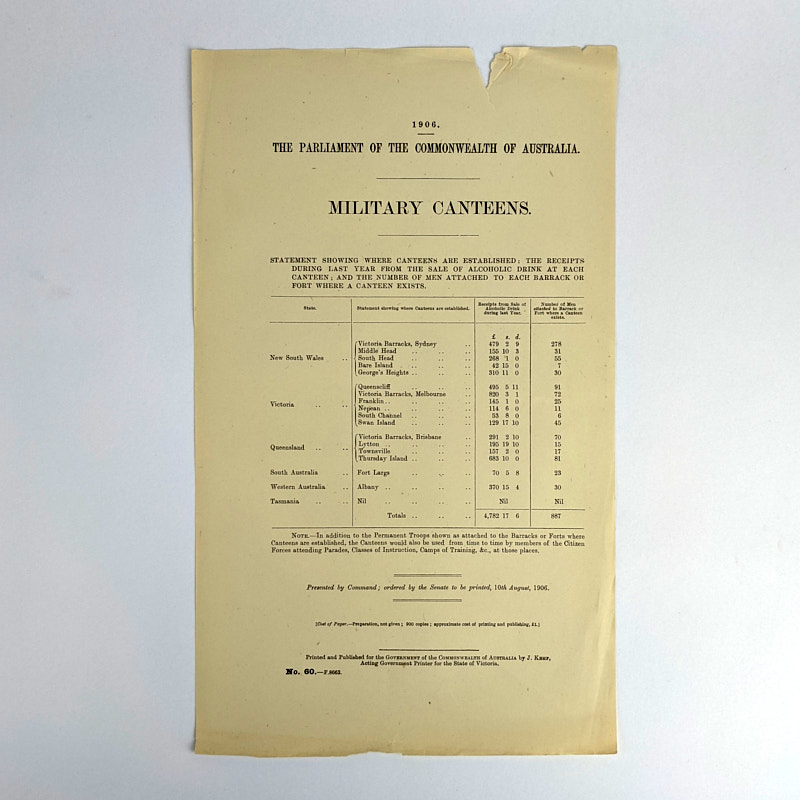 1906.
THE PARLIAMENT OF THE COMMONWEALTH OF AUSTRALIA.
MILITARY CANTEENS.
STATEMENT SHOWING WHERE CANTEENS ARE ESTABLISHED; THE RECEIPTS
DURING LAST YEAR FROM THE SALE OF ALCOHOLIC DRINK AT EACH
CANTEEN; AND THE NUMBER OF MEN ATTACHED TO EACH BARRACK OR
FORT WHERE A CANTEEN EXISTS.
State. Statement showing where Canteens are established. Receipts from Sale of Alcoholic Drink during last Year. Number of Men attached to Barrack or Fort where a Canteen exists.
£ s. d.
New South Wales .. Victoria Barracks, Sydney .. 479 2 9 278
Middle Head .. .. .. 155 10 3 31
South Head .. .. .. 268 1 0 55
Bare Island .. .. .. 42 15 0 7
George's Heights .. .. .. 310 11 0 30
Victoria .. .. Queenscliff .. .. .. 495 5 11 91
Victoria Barracks, Melbourne .. 820 3 1 72
Franklin .. .. .. .. 145 1 0 25
Nepean .. .. .. .. 114 6 0 11
South Channel .. .. .. 53 8 0 6
Swan Island .. .. .. 129 17 10 45
Queensland .. .. Victoria Barracks, Brisbane .. 291 2 10 70
Lytton .. .. .. .. 195 19 10 15
Townsville .. .. .. 157 2 0 17
Thursday Island .. .. .. 683 10 0 81
South Australia .. Fort Largs .. .. 70 5 8 23
Western Australia .. Albany .. .. .. .. 370 15 4 30
Tasmania .. .. Nil .. .. .. .. Nil Nil
Totals .. .. 4,782 17 6 887
NOTE.—In addition to the Permanent Troops shown as attached to the Barracks or Forts where
Canteens are established, the Canteens would also be used from time to time by members of the Citizen
Forces attending Parades, Classes of Instruction, Camps of Training, &c., at those places.
Presented by Command; ordered by the Senate to be printed, 10th August, 1906.
[Cost of Paper.—Preparation, not given; 900 copies; approximate cost of printing and publishing, £1.]
Printed and Published for the GOVERNMENT of the COMMONWEALTH OF AUSTRALIA by J. KEMP,
Acting Government Printer for the State of Victoria.
No. 60.—F.8663.